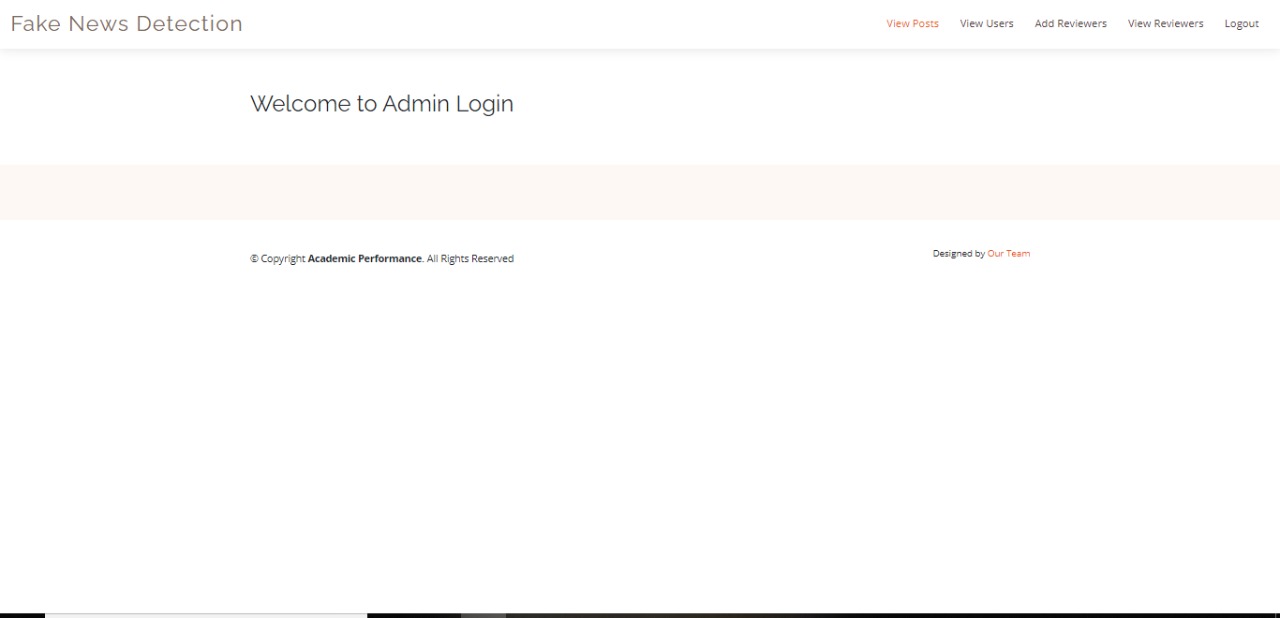 Fake News Detection
View Posts View Users Add Reviewers View Reviewers Logout
Welcome to Admin Login
© Copyright Academic Performance. All Rights Reserved
Designed by Our Team